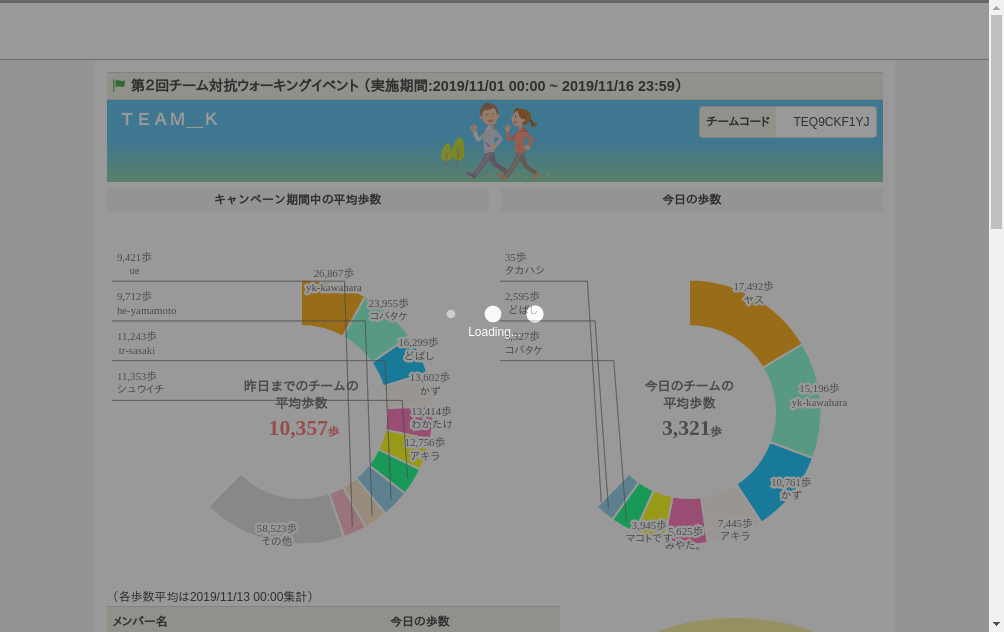 第２回チーム対抗ウォーキングイベント（実施期間:2019/11/01 00:00 ~ 2019/11/16 23:59）
ＴＥＡＭ＿Ｋ
チームコード TEQ9CKF1YJ
キャンペーン期間中の平均歩数
今日の歩数
9,421歩
ue
9,712歩
he-yamamoto
11,243歩
tr-sasaki
11,353歩
シュウイチ
26,867歩
yk-kawahara
23,955歩
コバタケ
16,299歩
どばし
13,602歩
かず
13,414歩
わかたけ
12,756歩
アキラ
58,523歩
その他
昨日までのチームの
平均歩数
10,357歩
35歩
タカハシ
2,595歩
どばし
コバタケ
17,492歩
ヤス
15,196歩
yk-kawahara
10,761歩
かず
7,445歩
アキラ
5,625歩
みやた。
3,945歩
マコトです
今日のチームの
平均歩数
3,321歩
Loading...
（各歩数平均は2019/11/13 00:00集計）
メンバー名 今日の歩数